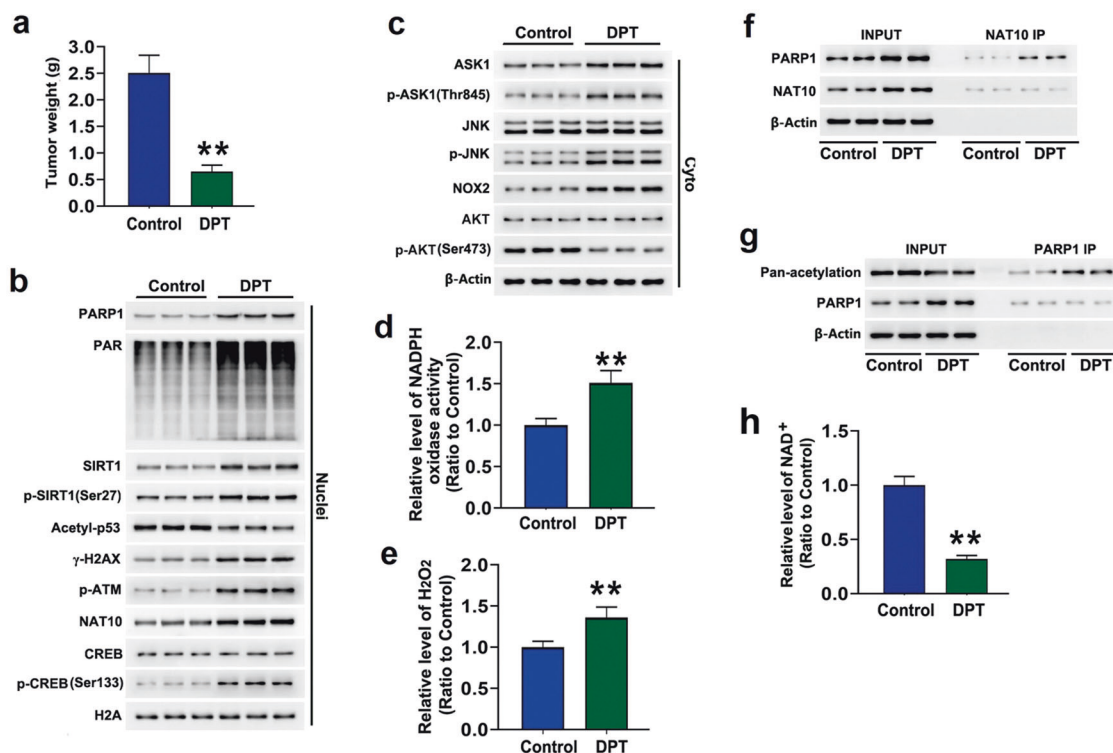 a
Tumor weight (g)
3.0
2.5
2.0
1.5
1.0
0.5
0.0
**
Control
DPT
b
Control DPT
PARP1
PAR
SIRT1
p-SIRT1(Ser27)
Acetyl-p53
γ-H2AX
p-ATM
NAT10
CREB
p-CREB(Ser133)
H2A
Nuclei
c
Control DPT
ASK1
p-ASK1(Thr845)
JNK
p-JNK
NOX2
AKT
p-AKT(Ser473)
β-Actin
Cyto
d
Relative level of NADPH
oxidase activity
(Ratio to Control)
2.0
1.5
1.0
0.5
0.0
**
Control DPT
e
Relative level of H2O2
(Ratio to Control)
2.0
1.5
1.0
0.5
0.0
**
Control DPT
f
INPUT NAT10 IP
PARP1
NAT10
β-Actin
Control DPT Control DPT
g
INPUT PARP1 IP
Pan-acetylation
PARP1
β-Actin
Control DPT Control DPT
h
Relative level of NAD+
(Ratio to Control)
1.5
1.0
0.5
0.0
**
Control DPT